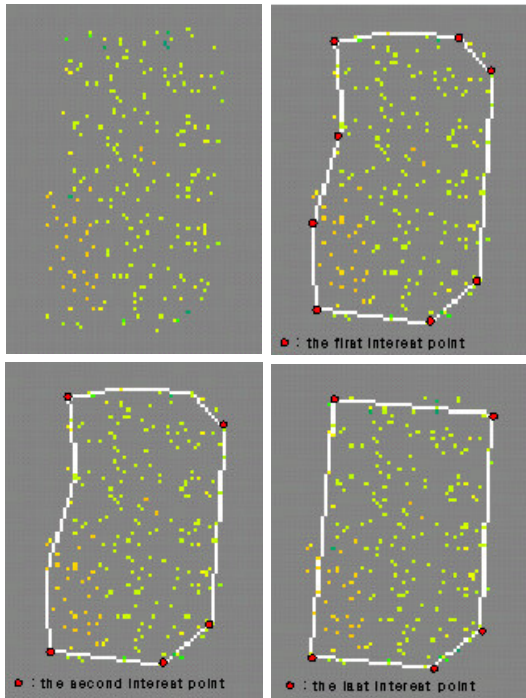 : the first interest point
: the second interest point
: the last interest point